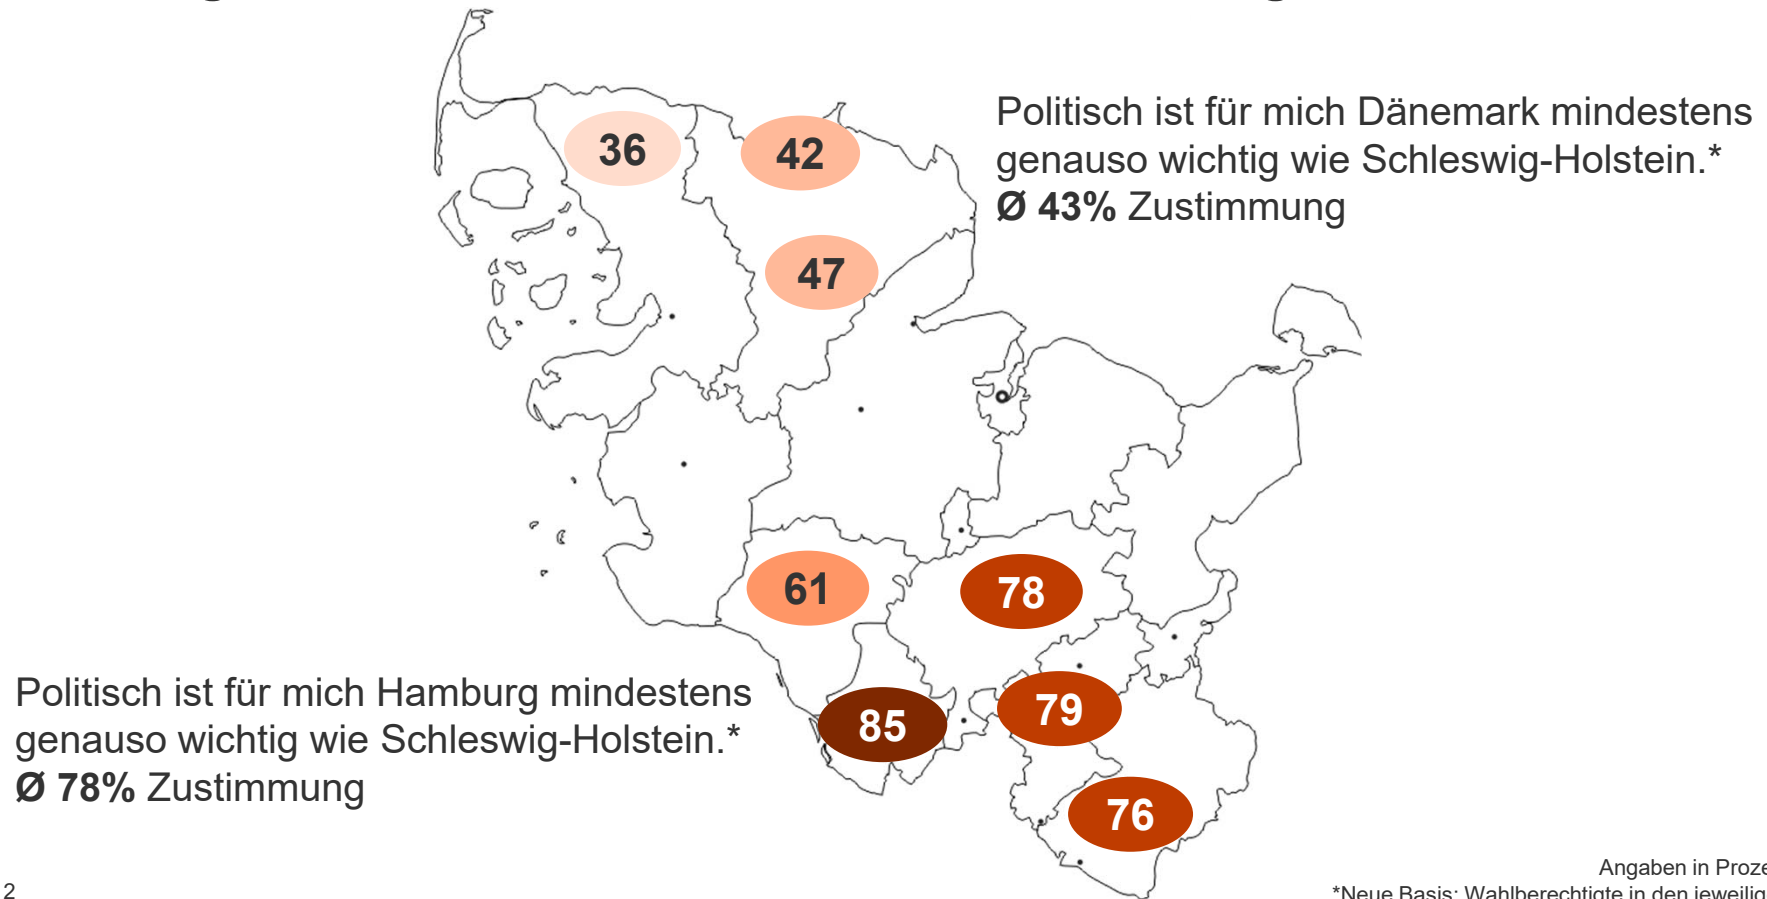 Politisch ist für mich Dänemark mindestens
genauso wichtig wie Schleswig-Holstein.*
Ø 43% Zustimmung
36
42
47
61
78
Politisch ist für mich Hamburg mindestens
genauso wichtig wie Schleswig-Holstein.*
Ø 78% Zustimmung
85
79
76
Angaben in Proze
2
*Neue Basis: Wahlberechtigte in den jeweilig